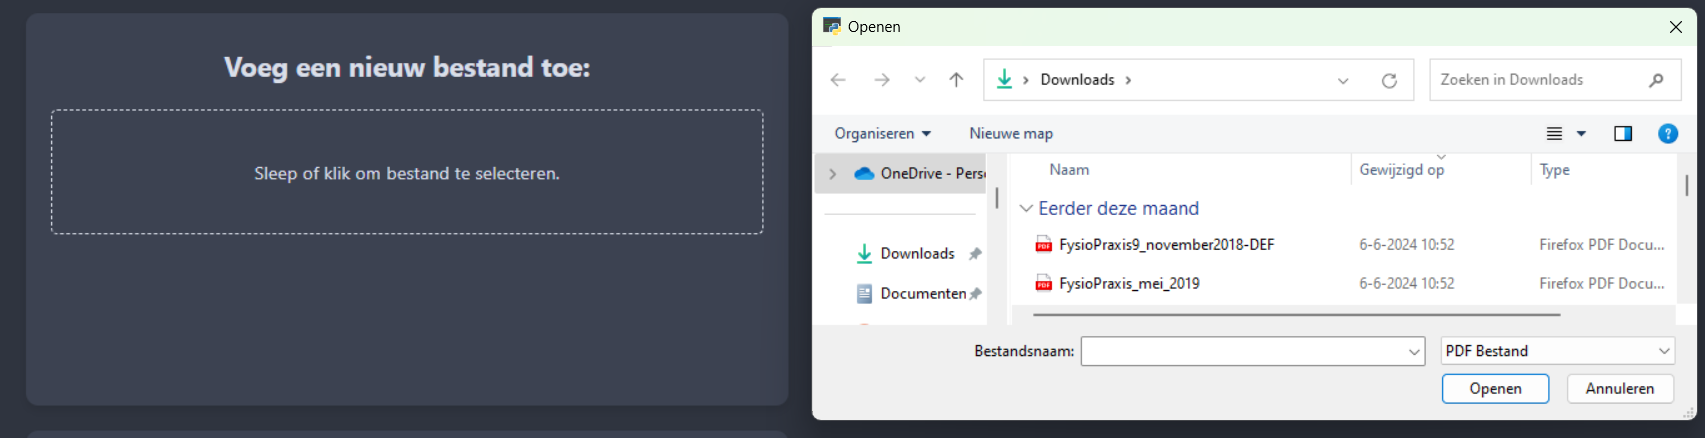 Voeg een nieuw bestand toe:
Sleep of klik om bestand te selecteren.
Openen
Downloads
Zoeken in Downloads
Organiseren
Nieuwe map
OneDrive - Pers
Downloads
Documenten
Naam Gewijzigd op Type
Eerder deze maand
FysioPraxis9_november2018-DEF 6-6-2024 10:52 Firefox PDF Docu...
FysioPraxis_mei_2019 6-6-2024 10:52 Firefox PDF Docu...
Bestandsnaam: PDF Bestand
Openen Annuleren